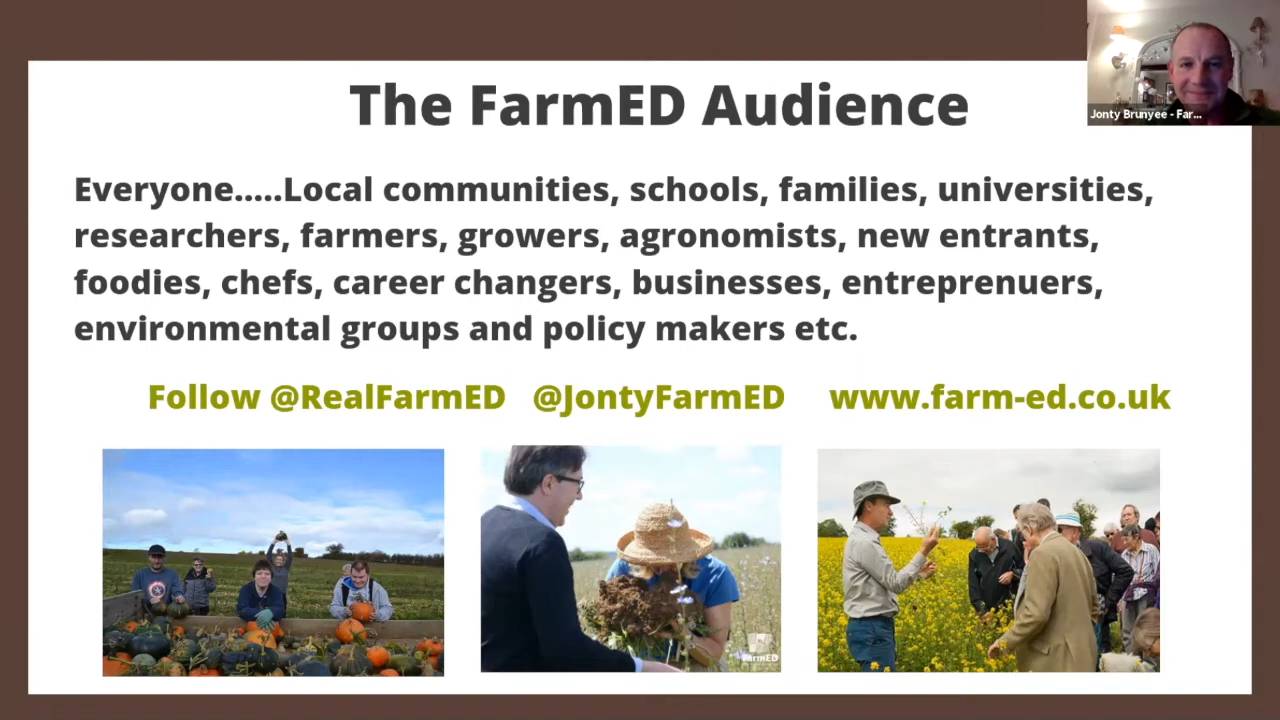 The FarmED Audience
Jonty Brunyee - Far...
Everyone.....Local communities, schools, families, universities,
researchers, farmers, growers, agronomists, new entrants,
foodies, chefs, career changers, businesses, entreprenuers,
environmental groups and policy makers etc.
Follow @RealFarmED @JontyFarmED www.farm-ed.co.uk
FarmED